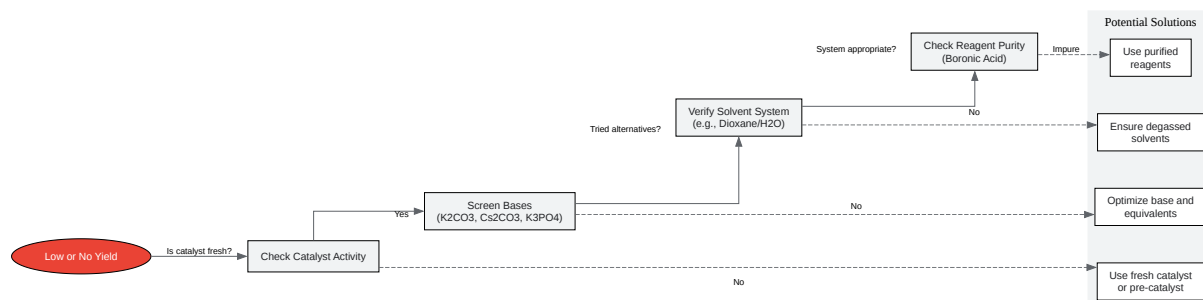 Potential Solutions
System appropriate?
Check Reagent Purity
(Boronic Acid)
Impure
Use purified
reagents
Tried alternatives?
Verify Solvent System
(e.g., Dioxane/H2O)
No
Ensure degassed
solvents
Yes
Screen Bases
(K2CO3, Cs2CO3, K3PO4)
No
Optimize base and
equivalents
Low or No Yield
Is catalyst fresh?
Check Catalyst Activity
No
Use fresh catalyst
or pre-catalyst